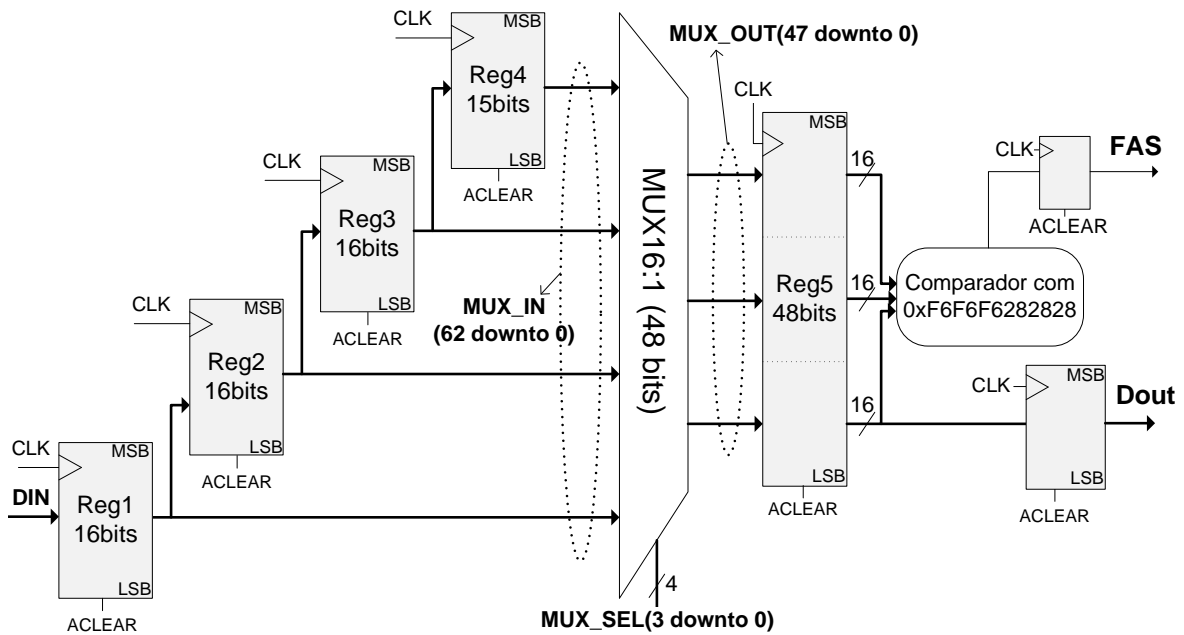 CLK
MSB
Reg4
15bits
LSB
ACLEAR
CLK
MSB
Reg3
16bits
LSB
ACLEAR
CLK
MSB
Reg2
16bits
LSB
ACLEAR
CLK
MSB
DIN
Reg1
16bits
LSB
ACLEAR
MUX_IN
(62 downto 0)
MUX16:1 (48 bits)
4
MUX_SEL(3 downto 0)
MUX_OUT(47 downto 0)
CLK
MSB
Reg5
48bits
LSB
ACLEAR
16
16
16
Comparador com
0xF6F6F6282828
CLK
FAS
ACLEAR
CLK
MSB
Dout
LSB
ACLEAR